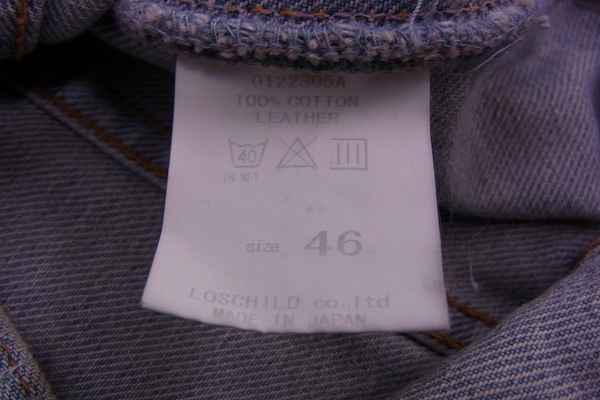 0122305A
100% COTTON
LEATHER
40
IN NET
size 46
LOSCHILD co.,ltd
MADE IN JAPAN